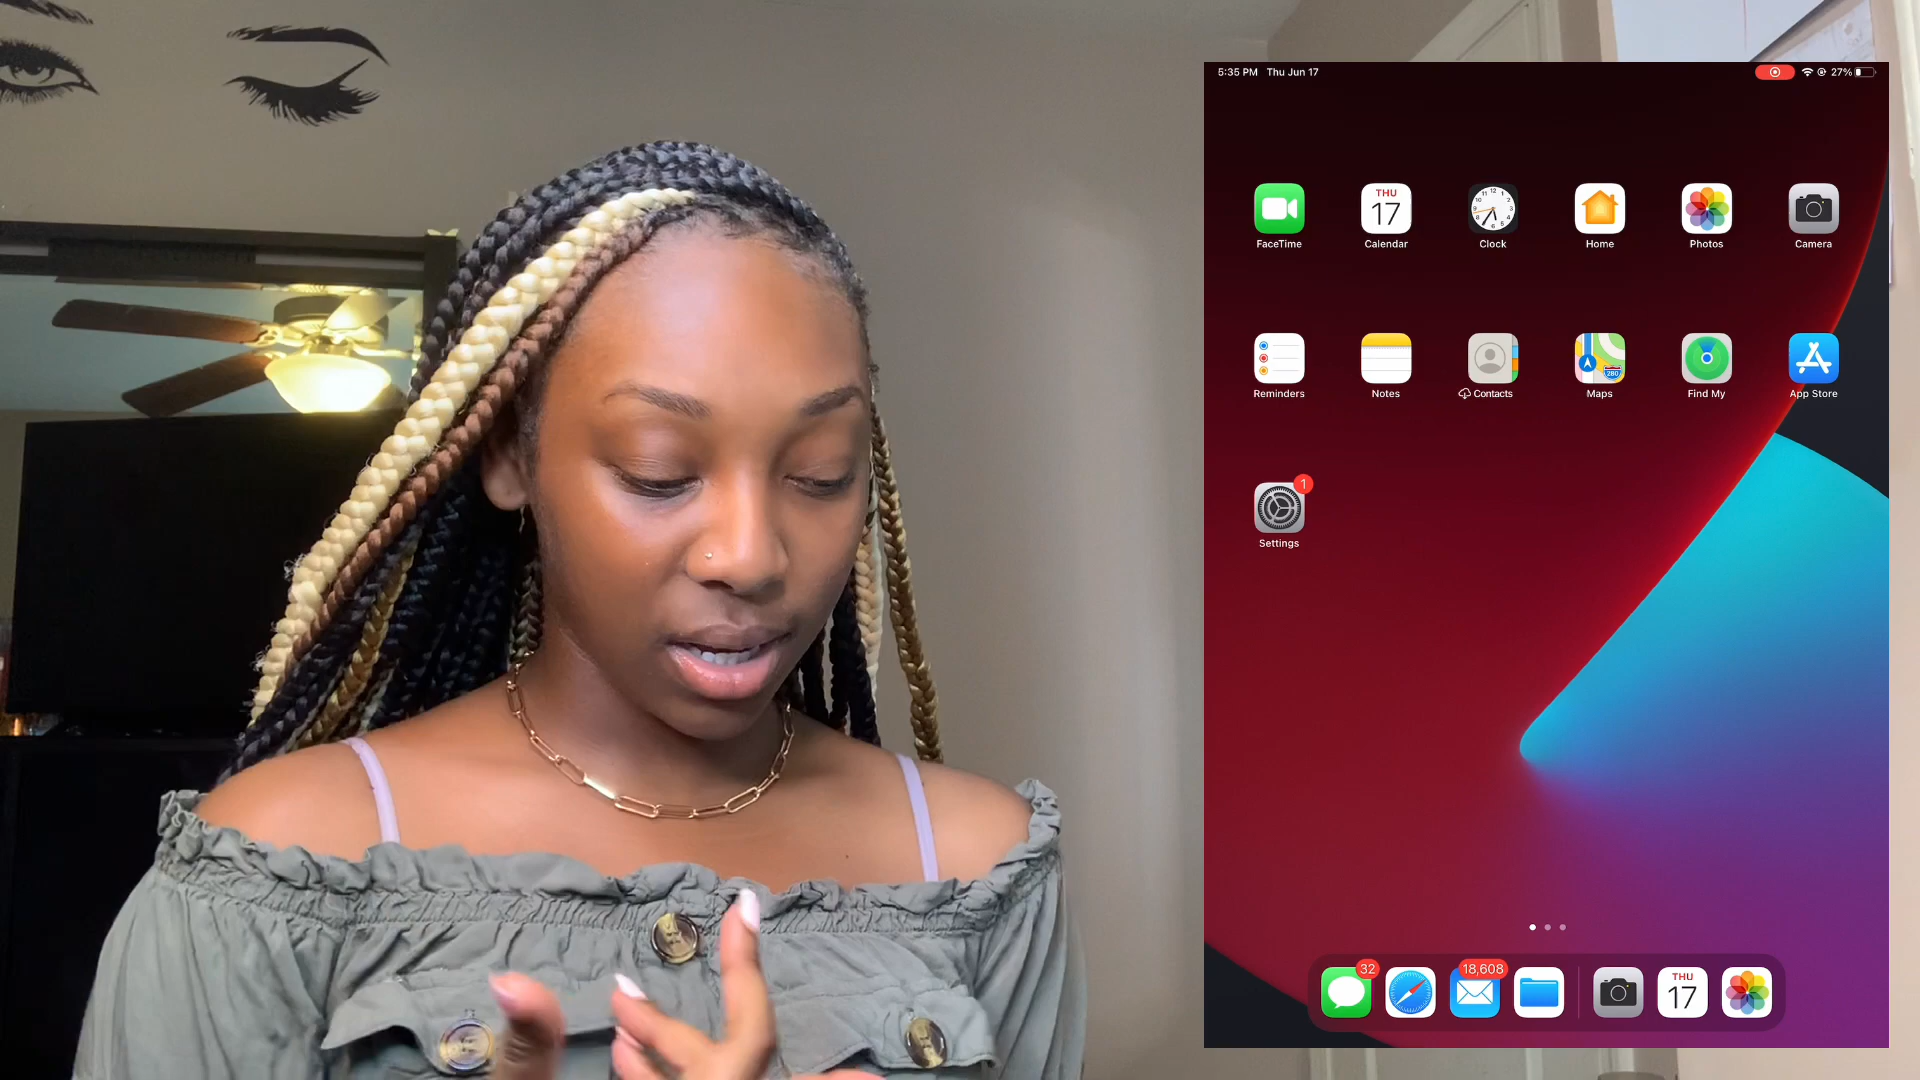 5:35 PM Thu Jun 17 27%
THU
17
FaceTime Calendar Clock Home Photos Camera
280
Reminders Notes Contacts Maps Find My App Store
1
Settings
32 18,608 THU
17